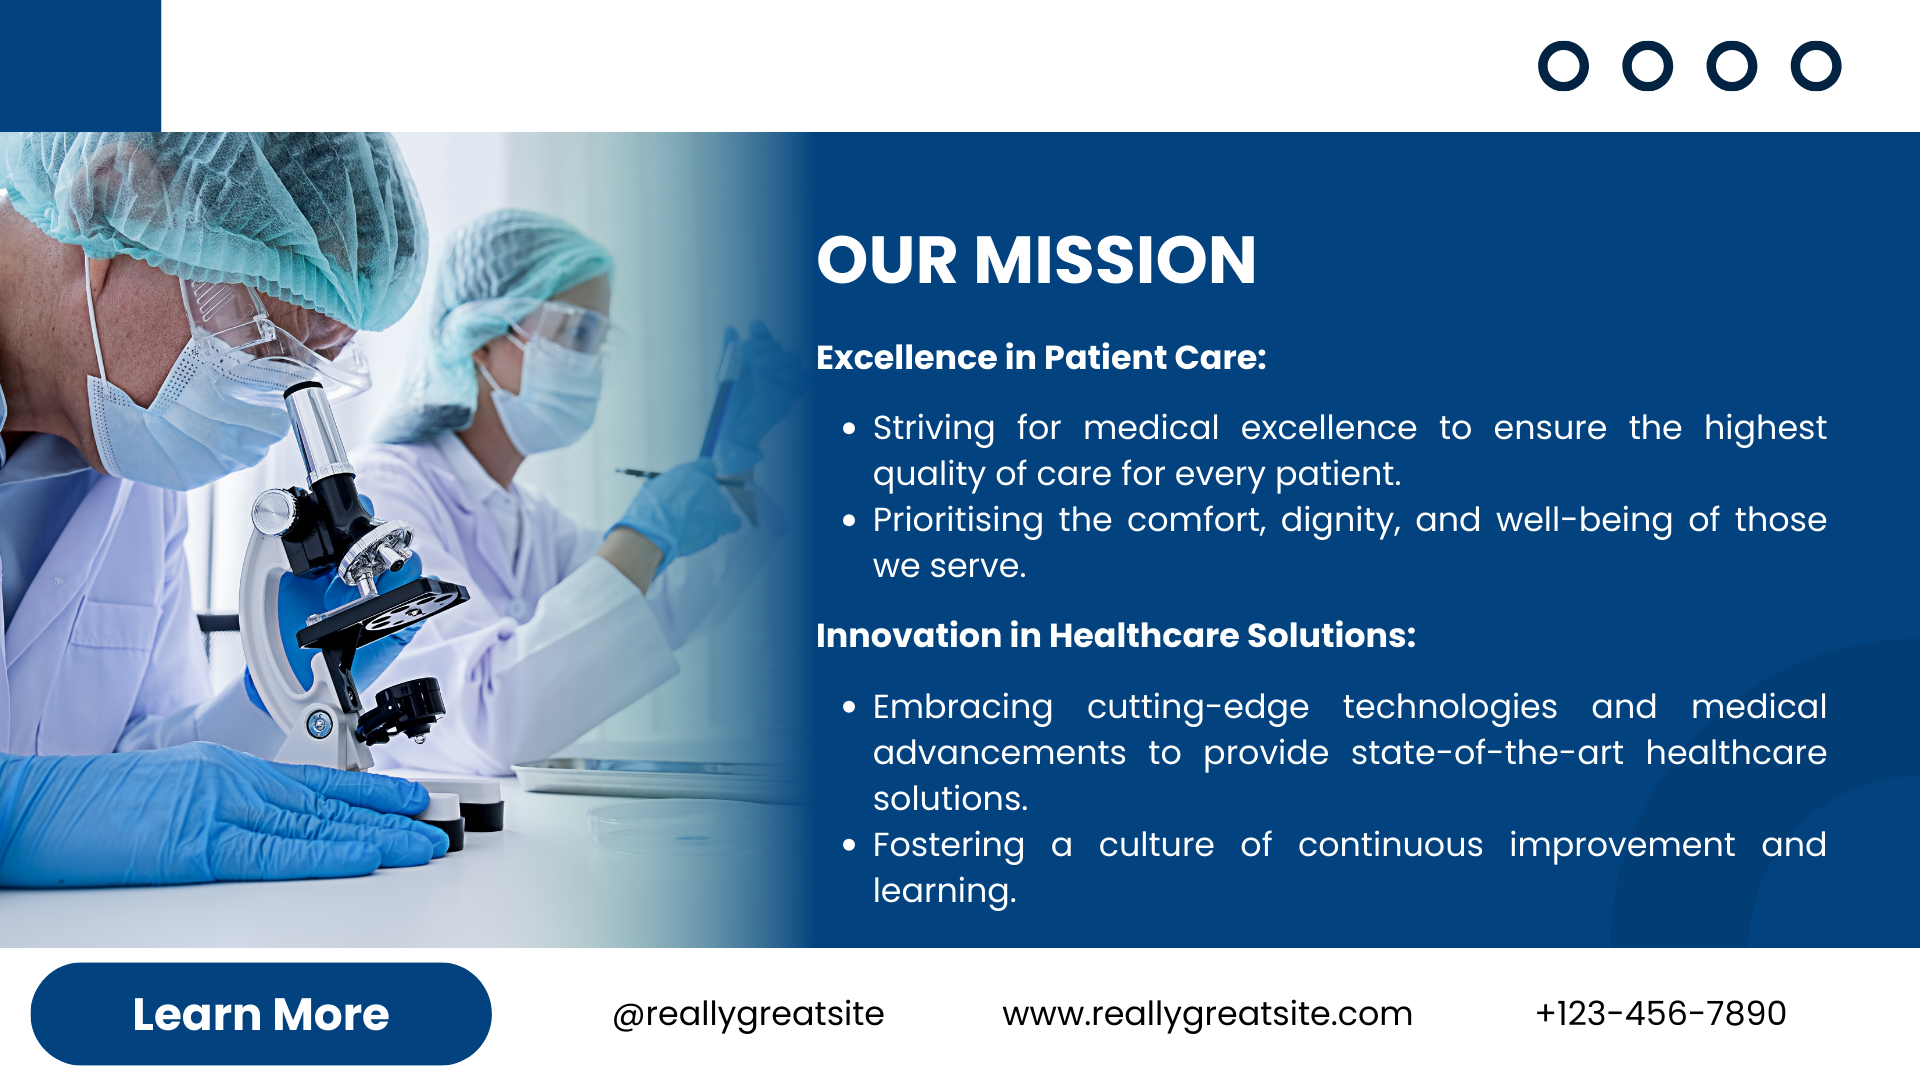 OUR MISSION
Excellence in Patient Care:
• Striving for medical excellence to ensure the highest
quality of care for every patient.
• Prioritising the comfort, dignity, and well-being of those
we serve.
Innovation in Healthcare Solutions:
• Embracing cutting-edge technologies and medical
advancements to provide state-of-the-art healthcare
solutions.
• Fostering a culture of continuous improvement and
learning.
Learn More
@reallygreatsite
www.reallygreatsite.com
+123-456-7890